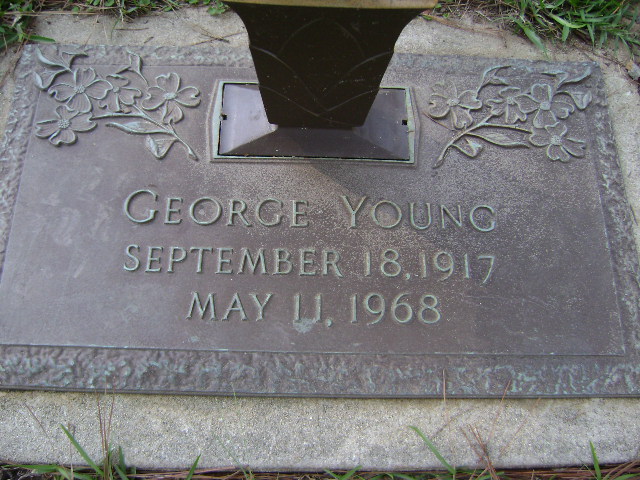 GEORGE YOUNG
SEPTEMBER 18, 1917
MAY 11, 1968